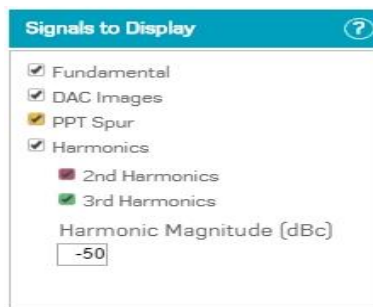 Signals to Display ?
Fundamental
DAC Images
PPT Spur
Harmonics
2nd Harmonics
3rd Harmonics
Harmonic Magnitude (dBc)
-50